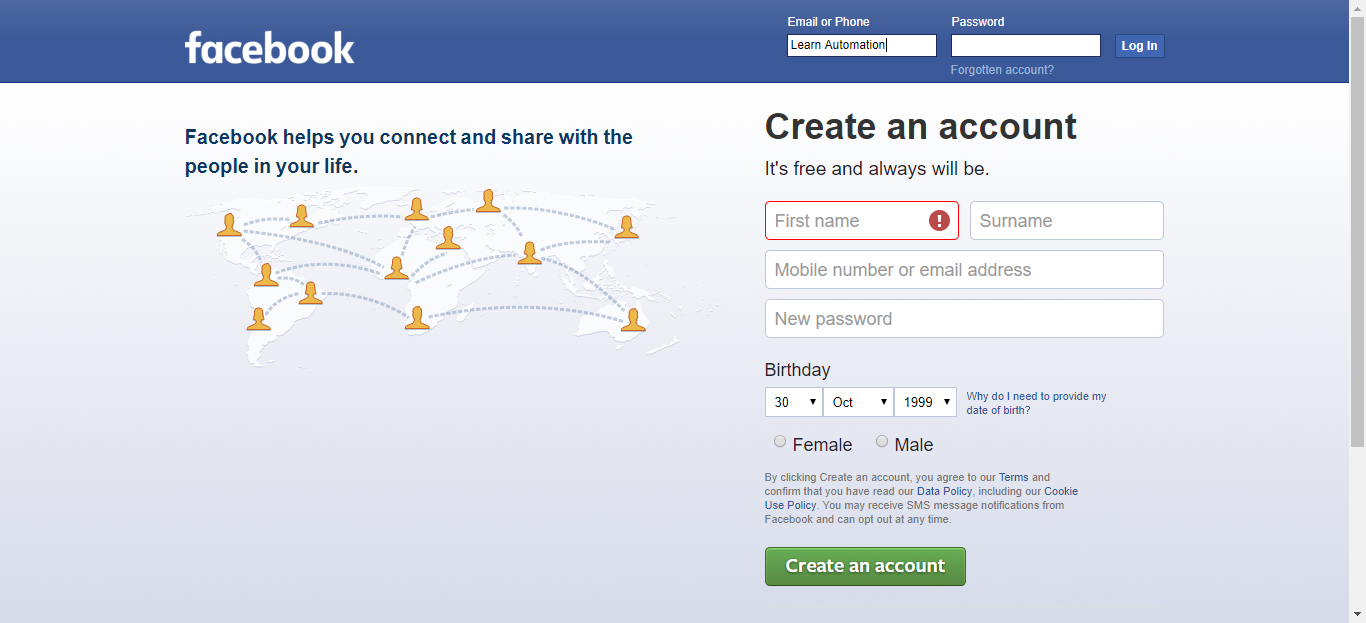 facebook
Email or Phone
Password
Learn Automation
Log In
Forgotten account?
Facebook helps you connect and share with the
people in your life.
Create an account
It's free and always will be.
First name
Surname
Mobile number or email address
New password
Birthday
30
Oct
1999
Why do I need to provide my
date of birth?
Female
Male
By clicking Create an account, you agree to our Terms and
confirm that you have read our Data Policy, including our Cookie
Use Policy. You may receive SMS message notifications from
Facebook and can opt out at any time.
Create an account